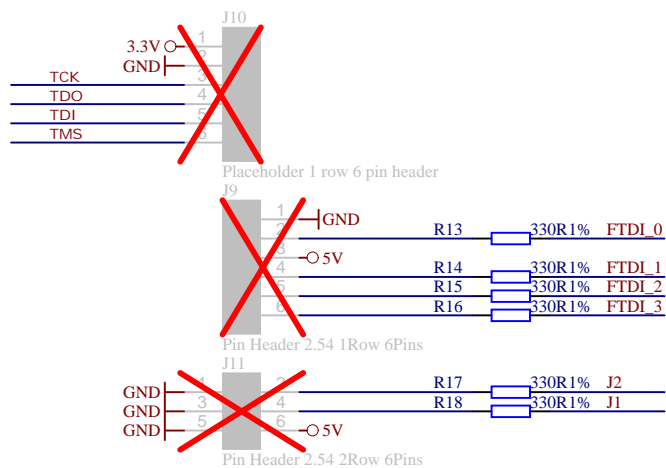 J10
3.3V 1
GND 2
TCK 3
TDO 4
TDI 5
TMS 6
Placeholder 1 row 6 pin header
J9
1 GND
2 R13 330R1% FTDI_0
3 5V
4 R14 330R1% FTDI_1
5 R15 330R1% FTDI_2
6 R16 330R1% FTDI_3
Pin Header 2.54 1Row 6Pins
J11
GND 1 2 R17 330R1% J2
GND 3 4 R18 330R1% J1
GND 5 6 5V
Pin Header 2.54 2Row 6Pins